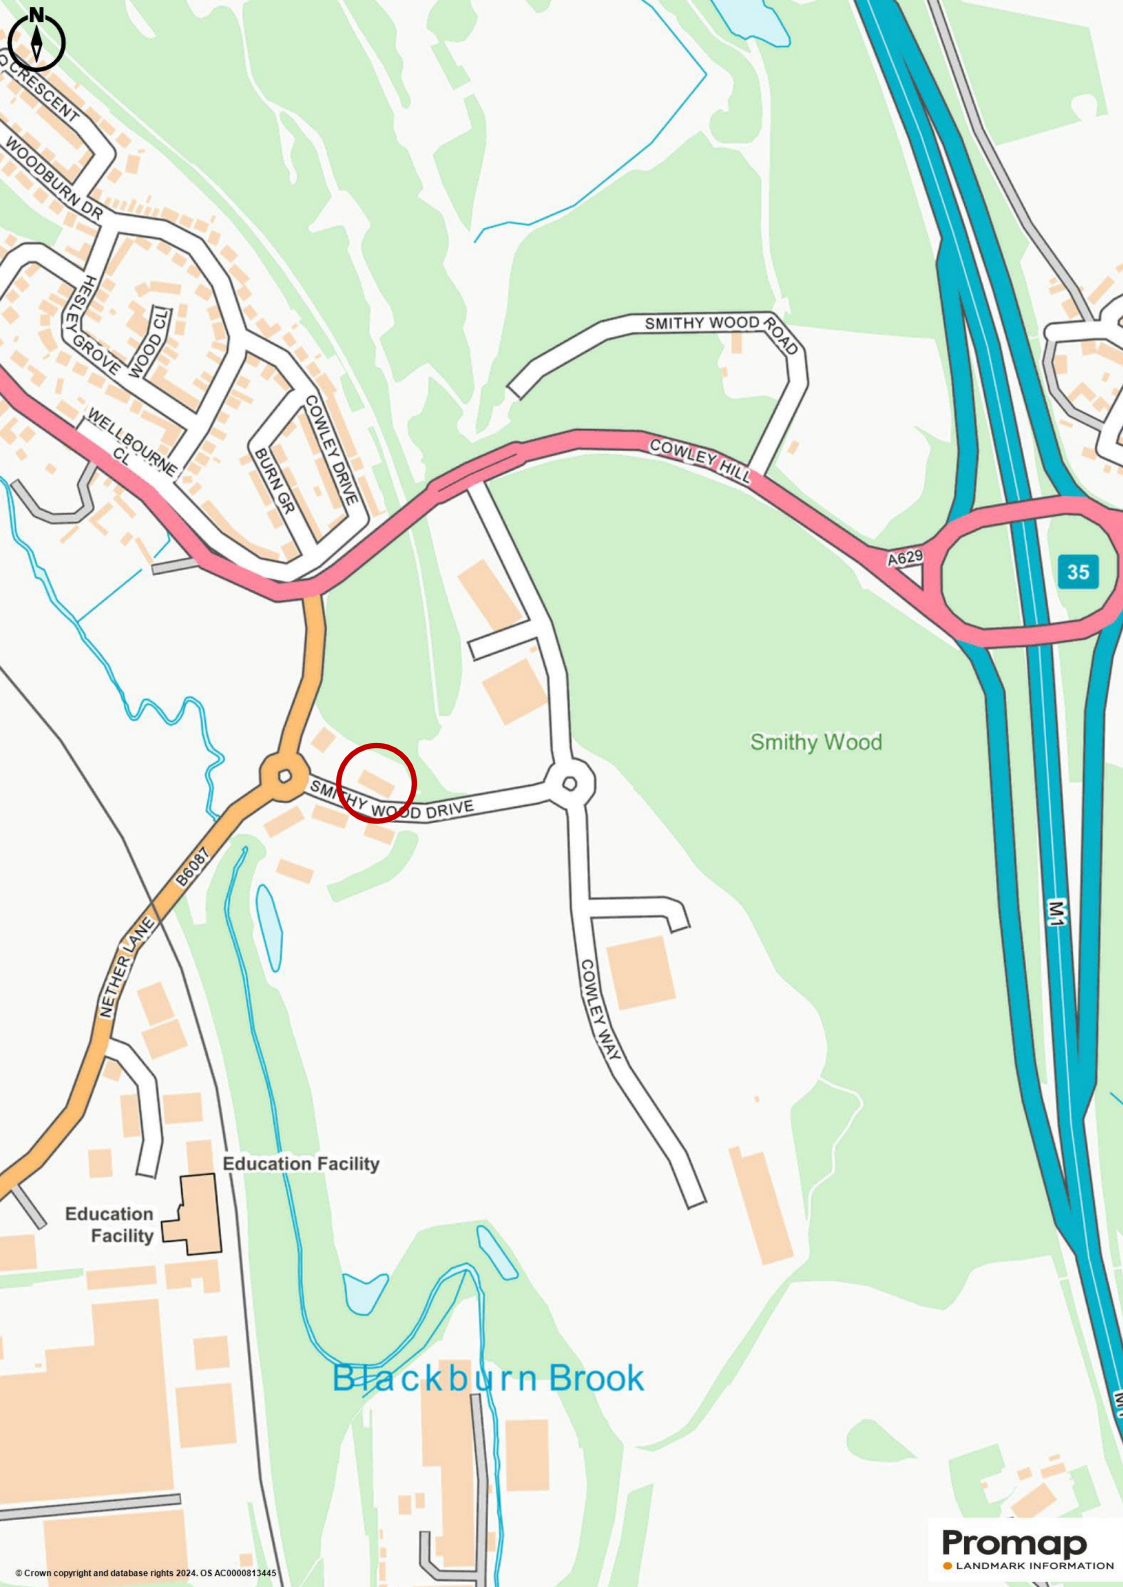 N
CRESCENT
WOODBURN DR
HESLEY GROVE
WOOD CL
WELLBOURNE
CL
BURN GR
COWLEY DRIVE
SMITHY WOOD ROAD
COWLEY HILL
A629
35
Smithy Wood
SMITHY WOOD DRIVE
B6087
NETHER LANE
M1
COWLEY WAY
Education Facility
Education
Facility
Blackburn Brook
Promap
LANDMARK INFORMATION
© Crown copyright and database rights 2024. OS AC0000813445